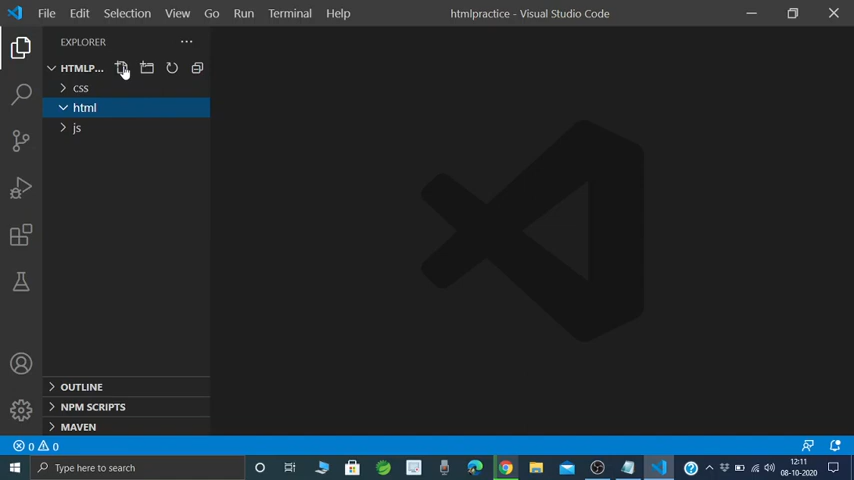 File Edit Selection View Go Run Terminal Help htmlpractice - Visual Studio Code
EXPLORER
HTMLP...
css
html
js
OUTLINE
NPM SCRIPTS
MAVEN
0 0
Type here to search
12:11
08-10-2020